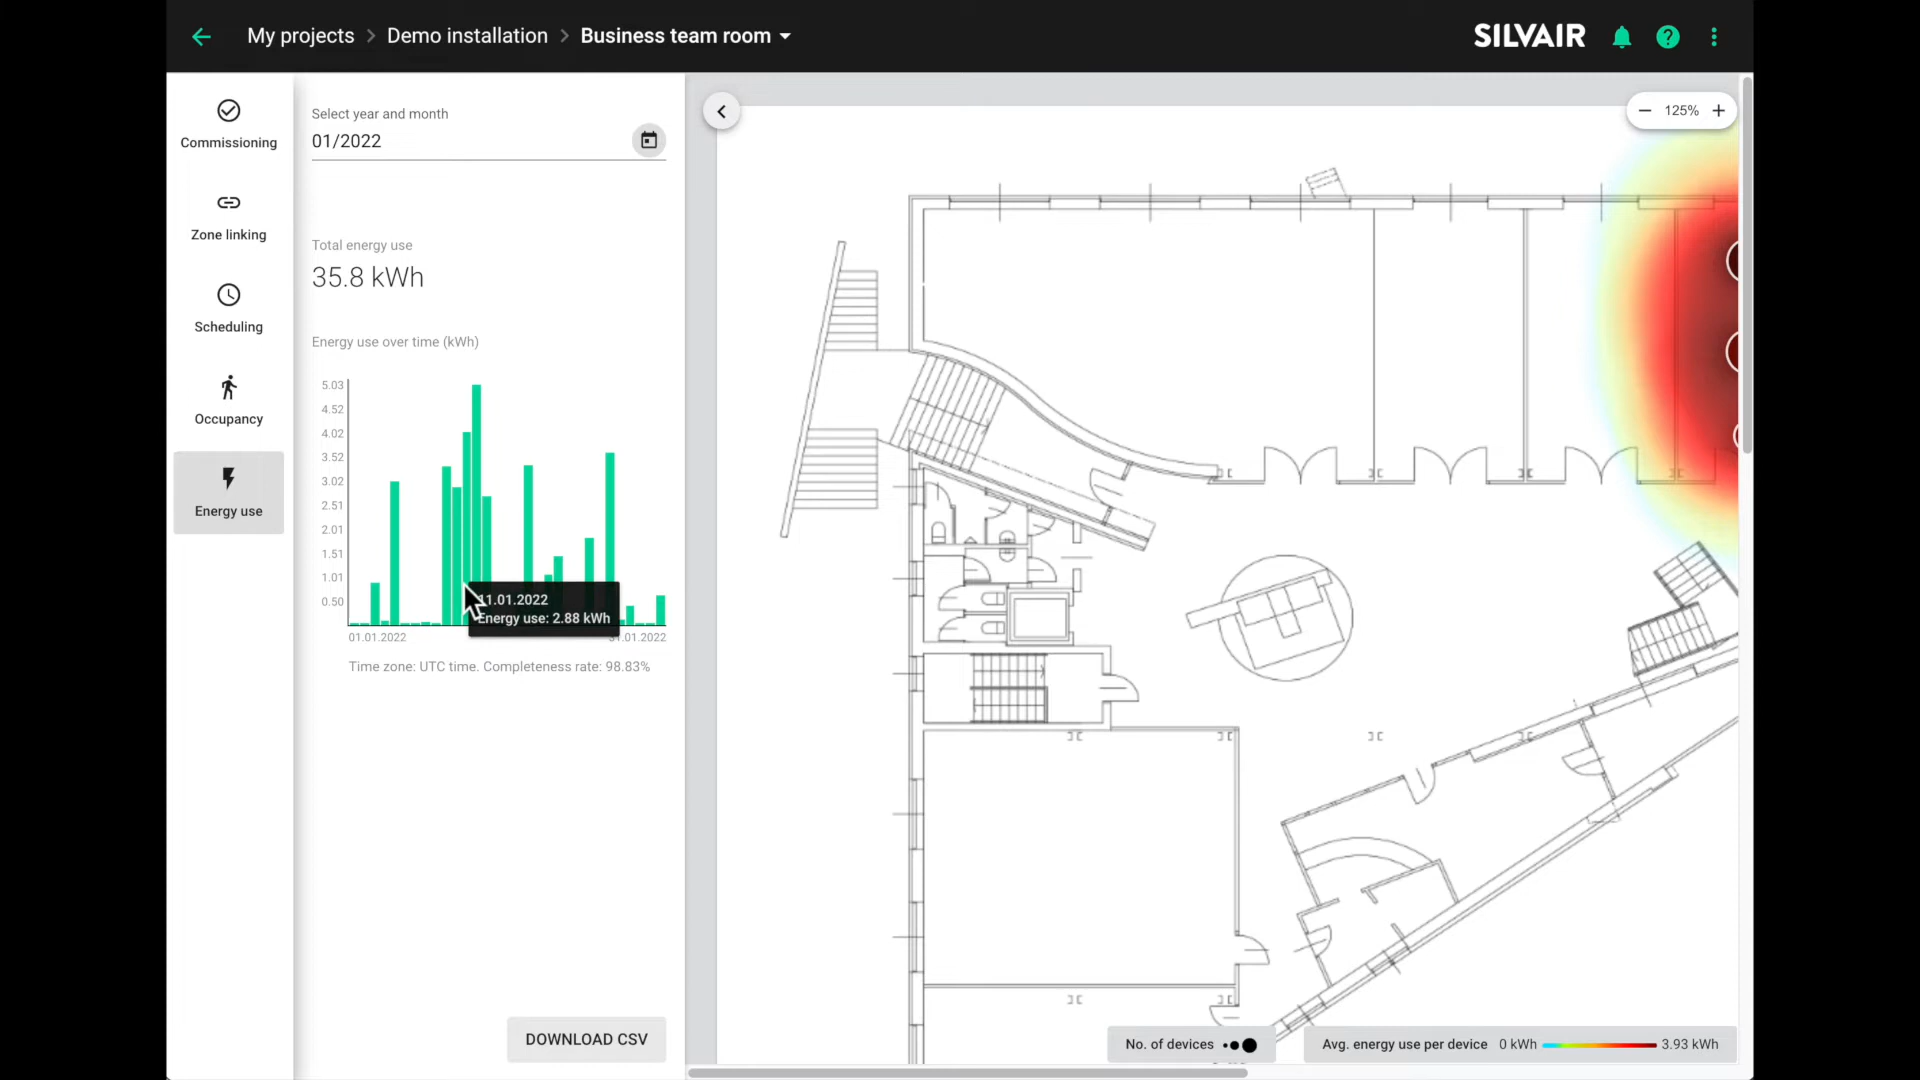 My projects > Demo installation > Business team room
SILVAIR
Commissioning
Zone linking
Scheduling
Occupancy
Energy use
Select year and month
01/2022
Total energy use
35.8 kWh
Energy use over time (kWh)
5.03
4.52
4.02
3.52
3.02
2.51
2.01
1.51
1.01
0.50
11.01.2022
Energy use: 2.88 kWh
01.01.2022
31.01.2022
Time zone: UTC time. Completeness rate: 98.83%
DOWNLOAD CSV
125%
No. of devices
Avg. energy use per device 0 kWh 3.93 kWh